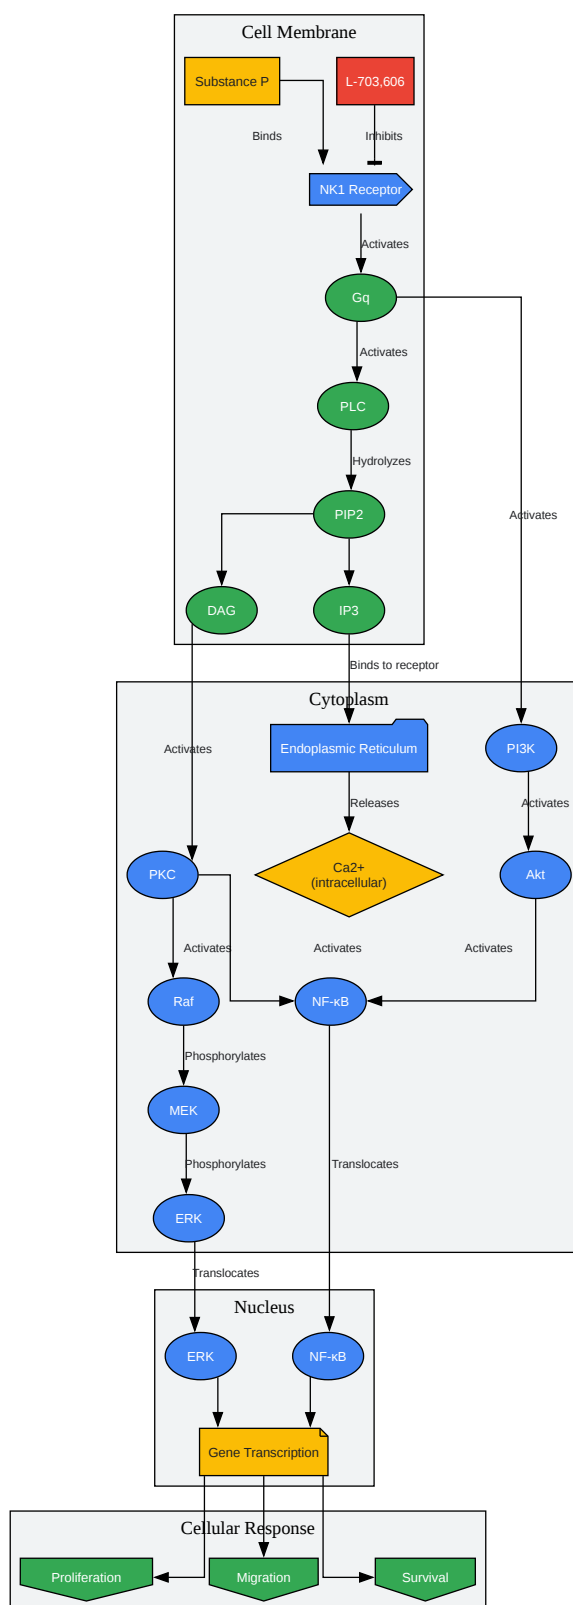 Cell Membrane
Substance P
L-703,606
Binds
Inhibits
NK1 Receptor
Activates
Gq
Activates
PLC
Hydrolyzes
PIP2
Activates
DAG
IP3
Binds to receptor
Cytoplasm
Activates
Endoplasmic Reticulum
PI3K
Releases
Activates
PKC
Ca2+
(intracellular)
Akt
Activates
Activates
Activates
Raf
NF-κB
Phosphorylates
MEK
Phosphorylates
Translocates
ERK
Translocates
Nucleus
ERK
NF-κB
Gene Transcription
Cellular Response
Proliferation
Migration
Survival